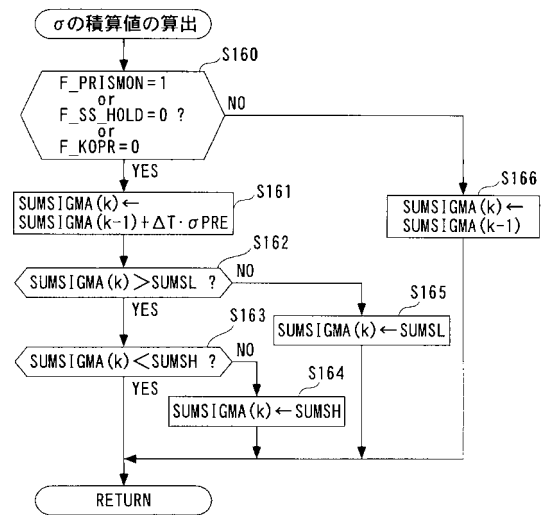 σの積算値の算出
S160
F_PRISMON=1
or
F_SS_HOLD=0 ?
or
F_KOPR=0
NO
YES
S161
SUMSIGMA(k)←
SUMSIGMA(k-1)+ΔT・σPRE
S166
SUMSIGMA(k)←
SUMSIGMA(k-1)
S162
SUMSIGMA(k)>SUMSL ?
NO
YES
S165
SUMSIGMA(k)←SUMSL
S163
SUMSIGMA(k)<SUMSH ?
NO
YES
S164
SUMSIGMA(k)←SUMSH
RETURN